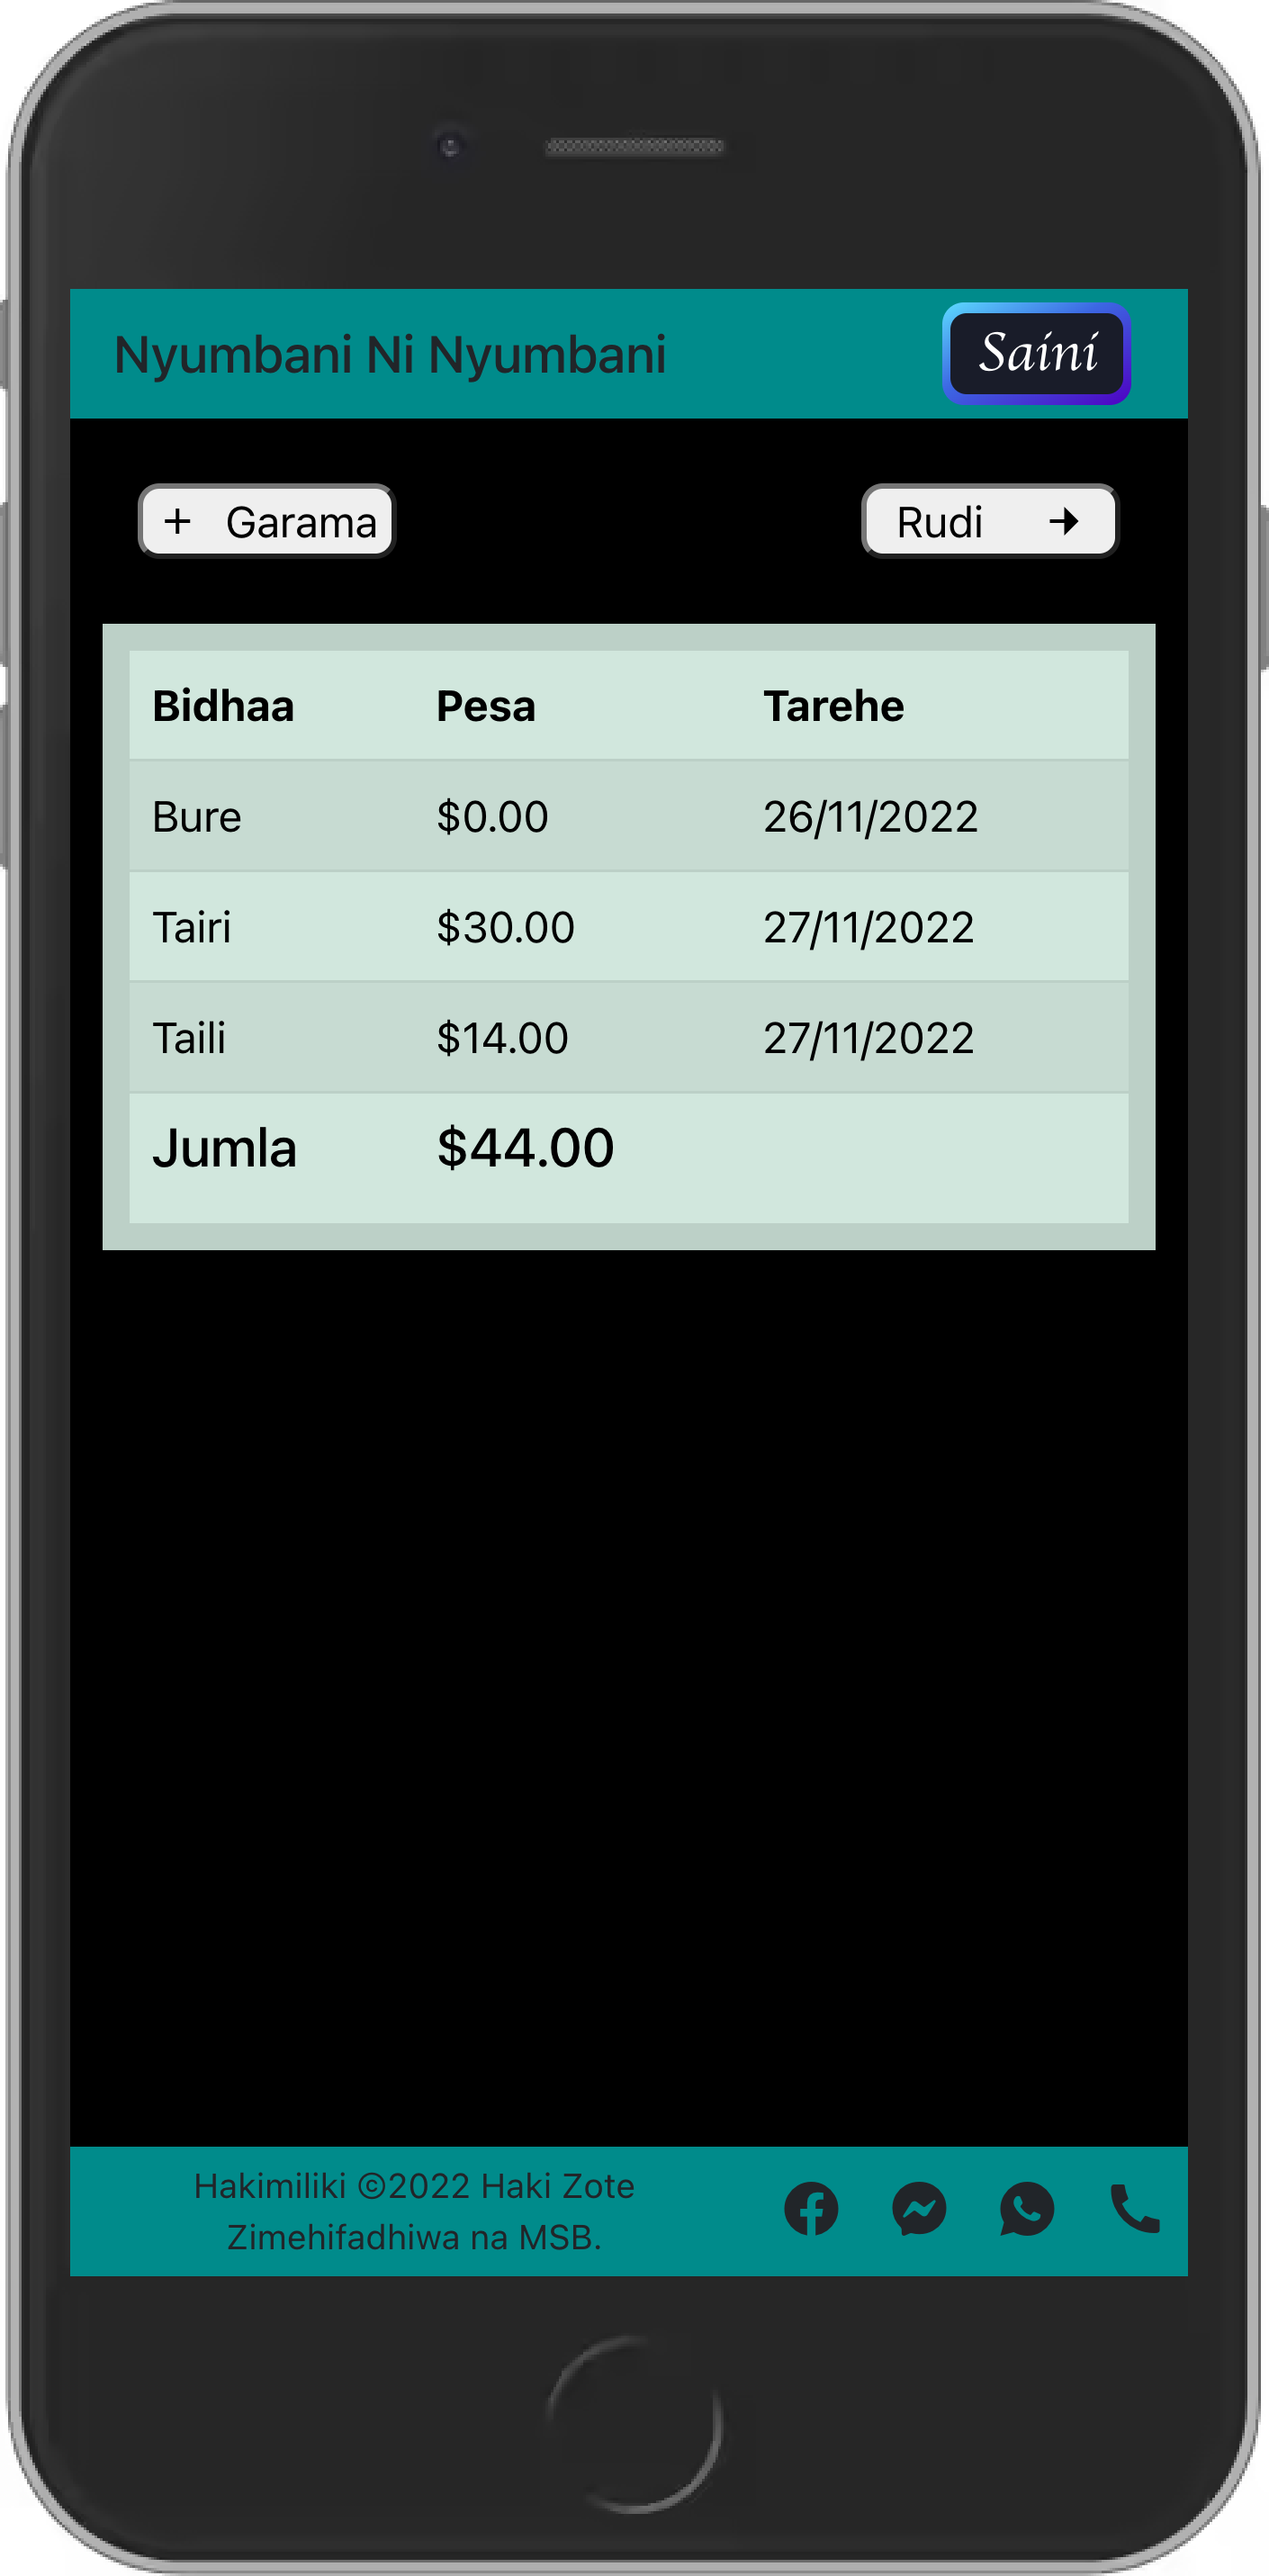 Nyumbani Ni Nyumbani
Saini
+ Garama
Rudi →
Bidhaa Pesa Tarehe
Bure $0.00 26/11/2022
Tairi $30.00 27/11/2022
Taili $14.00 27/11/2022
Jumla $44.00
Hakimiliki ©2022 Haki Zote
Zimehifadhiwa na MSB.